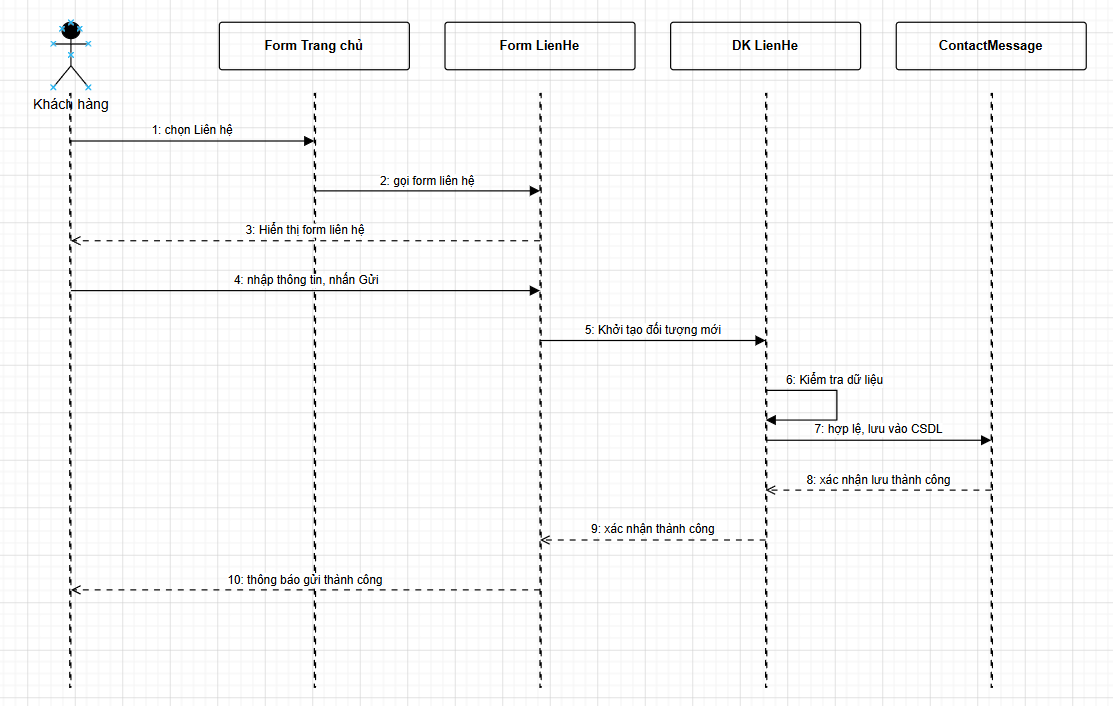 Form Trang chủ
Form LienHe
DK LienHe
ContactMessage
Khách hàng
1: chọn Liên hệ
2: gọi form liên hệ
3: Hiển thị form liên hệ
4: nhập thông tin, nhấn Gửi
5: Khởi tạo đối tượng mới
6: Kiểm tra dữ liệu
7: hợp lệ, lưu vào CSDL
8: xác nhận lưu thành công
9: xác nhận thành công
10: thông báo gửi thành công